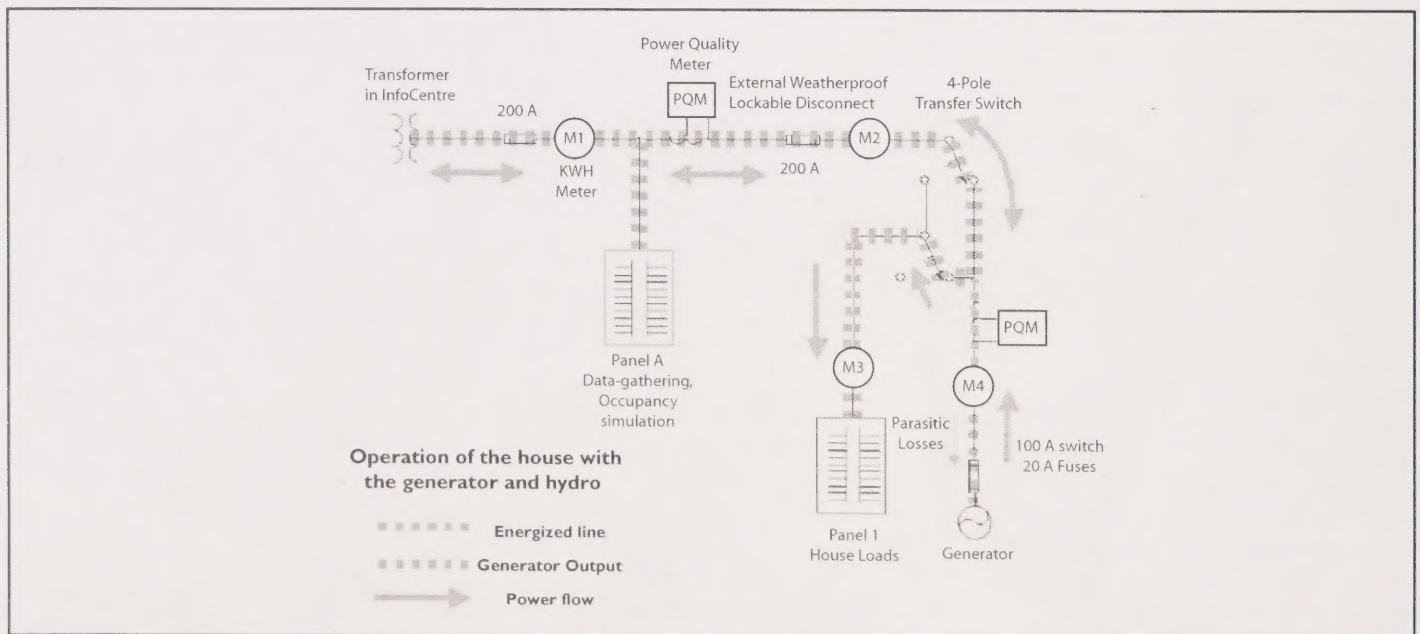 Power Quality
Meter
Transformer
in InfoCentre
External Weatherproof
Lockable Disconnect
4-Pole
Transfer Switch
200 A
PQM
M1
M2
KWH
Meter
200 A
PQM
M3
M4
Panel A
Data-gathering,
Occupancy
simulation
Parasitic
Losses
100 A switch
20 A Fuses
Operation of the house with
the generator and hydro
Energized line
Generator Output
Power flow
Panel 1
House Loads
Generator